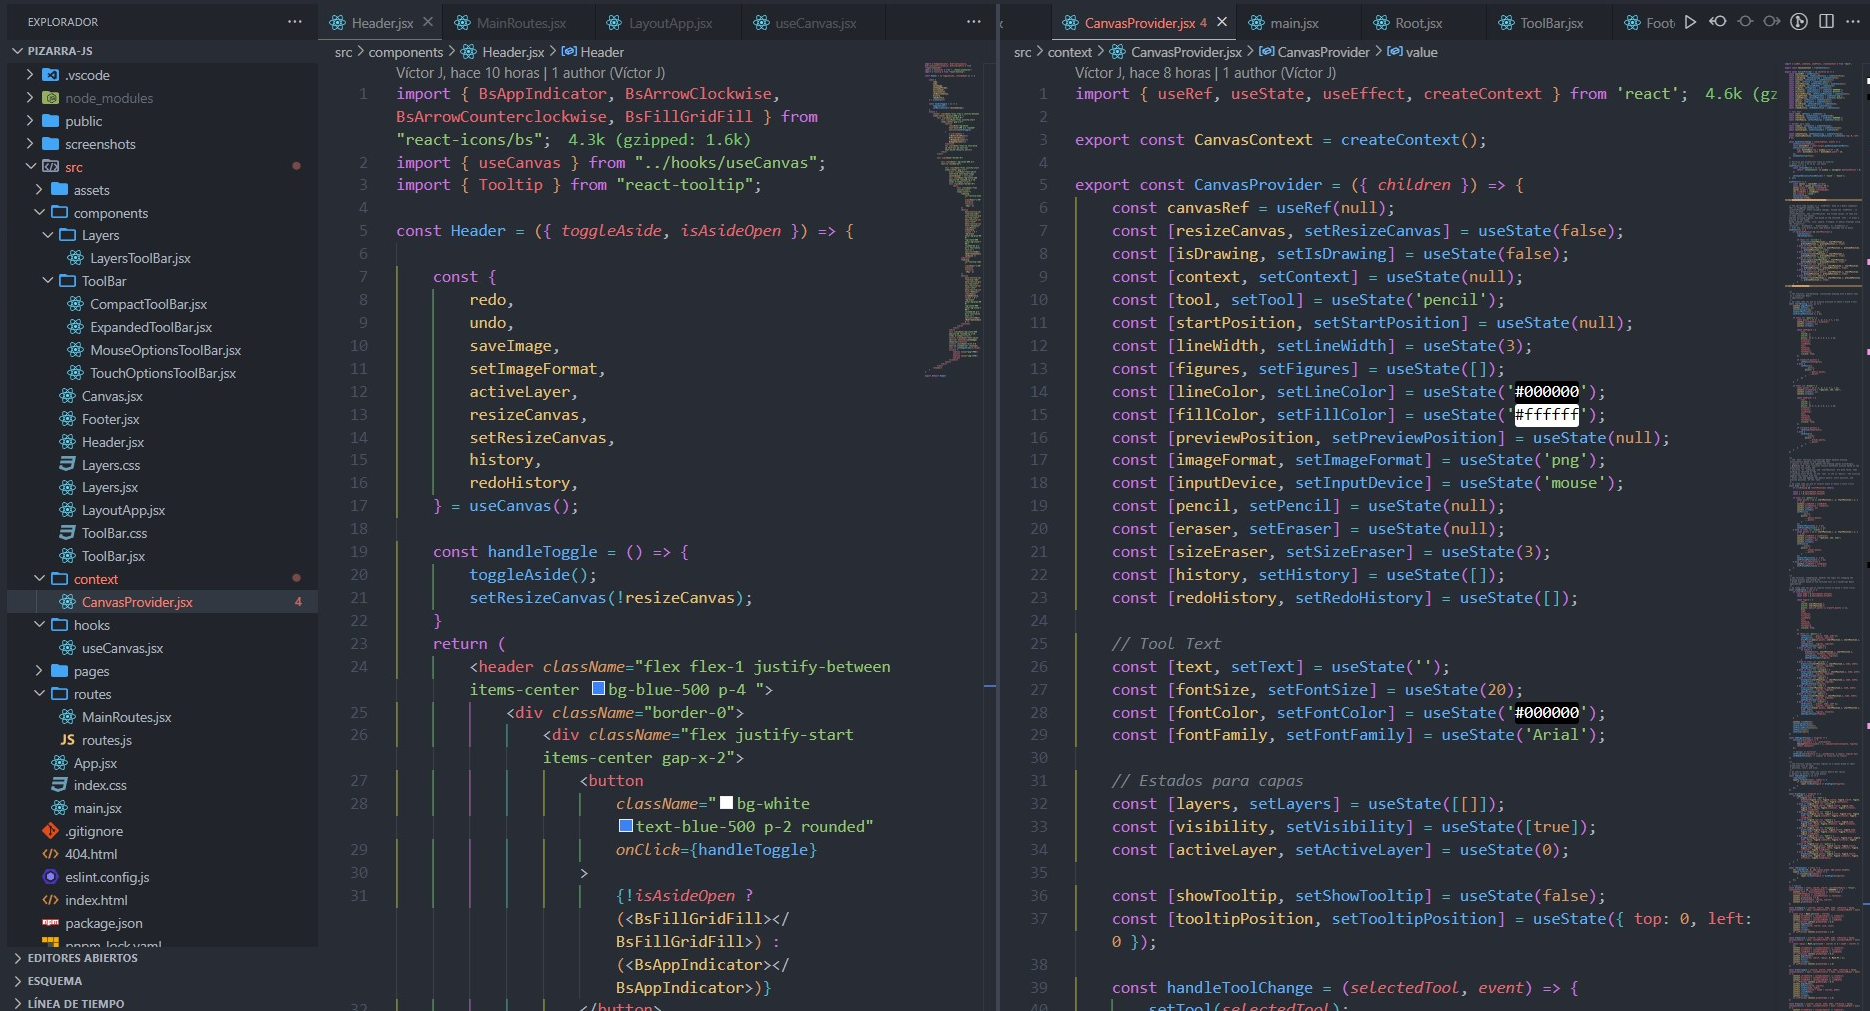 EXPLORADOR
PIZARRA-JS
.vscode
node_modules
public
screenshots
src
assets
components
Layers
LayersToolBar.jsx
ToolBar
CompactToolBar.jsx
ExpandedToolBar.jsx
MouseOptionsToolBar.jsx
TouchOptionsToolBar.jsx
Canvas.jsx
Footer.jsx
Header.jsx
Layers.css
Layers.jsx
LayoutApp.jsx
ToolBar.css
ToolBar.jsx
context
CanvasProvider.jsx 4
hooks
useCanvas.jsx
pages
routes
MainRoutes.jsx
JS routes.js
App.jsx
index.css
main.jsx
.gitignore
404.html
eslint.config.js
index.html
package.json
pnpm-lock.yaml
EDITORES ABIERTOS
ESQUEMA
LÍNEA DE TIEMPO
Header.jsx MainRoutes.jsx LayoutApp.jsx useCanvas.jsx
src > components > Header.jsx > Header
Víctor J, hace 10 horas | 1 author (Víctor J)
1 import { BsAppIndicator, BsArrowClockwise,
BsArrowCounterclockwise, BsFillGridFill } from
"react-icons/bs"; 4.3k (gzipped: 1.6k)
2 import { useCanvas } from "../hooks/useCanvas";
3 import { Tooltip } from "react-tooltip";
4
5 const Header = ({ toggleAside, isAsideOpen }) => {
6
7 const {
8 redo,
9 undo,
10 saveImage,
11 setImageFormat,
12 activeLayer,
13 resizeCanvas,
14 setResizeCanvas,
15 history,
16 redoHistory,
17 } = useCanvas();
18
19 const handleToggle = () => {
20 toggleAside();
21 setResizeCanvas(!resizeCanvas);
22 }
23 return (
24 <header className="flex flex-1 justify-between
items-center bg-blue-500 p-4 ">
25 <div className="border-0">
26 <div className="flex justify-start
items-center gap-x-2">
27 <button
28 className="bg-white
text-blue-500 p-2 rounded"
29 onClick={handleToggle}
30 >
31 {!isAsideOpen ?
(<BsFillGridFill></
BsFillGridFill>) :
(<BsAppIndicator></
BsAppIndicator>)}
32 </button>
CanvasProvider.jsx 4 main.jsx Root.jsx ToolBar.jsx Foot
src > context > CanvasProvider.jsx > CanvasProvider > value
Víctor J, hace 8 horas | 1 author (Víctor J)
1 import { useRef, useState, useEffect, createContext } from 'react'; 4.6k (gz
2
3 export const CanvasContext = createContext();
4
5 export const CanvasProvider = ({ children }) => {
6 const canvasRef = useRef(null);
7 const [resizeCanvas, setResizeCanvas] = useState(false);
8 const [isDrawing, setIsDrawing] = useState(false);
9 const [context, setContext] = useState(null);
10 const [tool, setTool] = useState('pencil');
11 const [startPosition, setStartPosition] = useState(null);
12 const [lineWidth, setLineWidth] = useState(3);
13 const [figures, setFigures] = useState([]);
14 const [lineColor, setLineColor] = useState('#000000');
15 const [fillColor, setFillColor] = useState('#ffffff');
16 const [previewPosition, setPreviewPosition] = useState(null);
17 const [imageFormat, setImageFormat] = useState('png');
18 const [inputDevice, setInputDevice] = useState('mouse');
19 const [pencil, setPencil] = useState(null);
20 const [eraser, setEraser] = useState(null);
21 const [sizeEraser, setSizeEraser] = useState(3);
22 const [history, setHistory] = useState([]);
23 const [redoHistory, setRedoHistory] = useState([]);
24
25 // Tool Text
26 const [text, setText] = useState('');
27 const [fontSize, setFontSize] = useState(20);
28 const [fontColor, setFontColor] = useState('#000000');
29 const [fontFamily, setFontFamily] = useState('Arial');
30
31 // Estados para capas
32 const [layers, setLayers] = useState([[]]);
33 const [visibility, setVisibility] = useState([true]);
34 const [activeLayer, setActiveLayer] = useState(0);
35
36 const [showTooltip, setShowTooltip] = useState(false);
37 const [tooltipPosition, setTooltipPosition] = useState({ top: 0, left:
0 });
38
39 const handleToolChange = (selectedTool, event) => {
40 setTool(selectedTool);